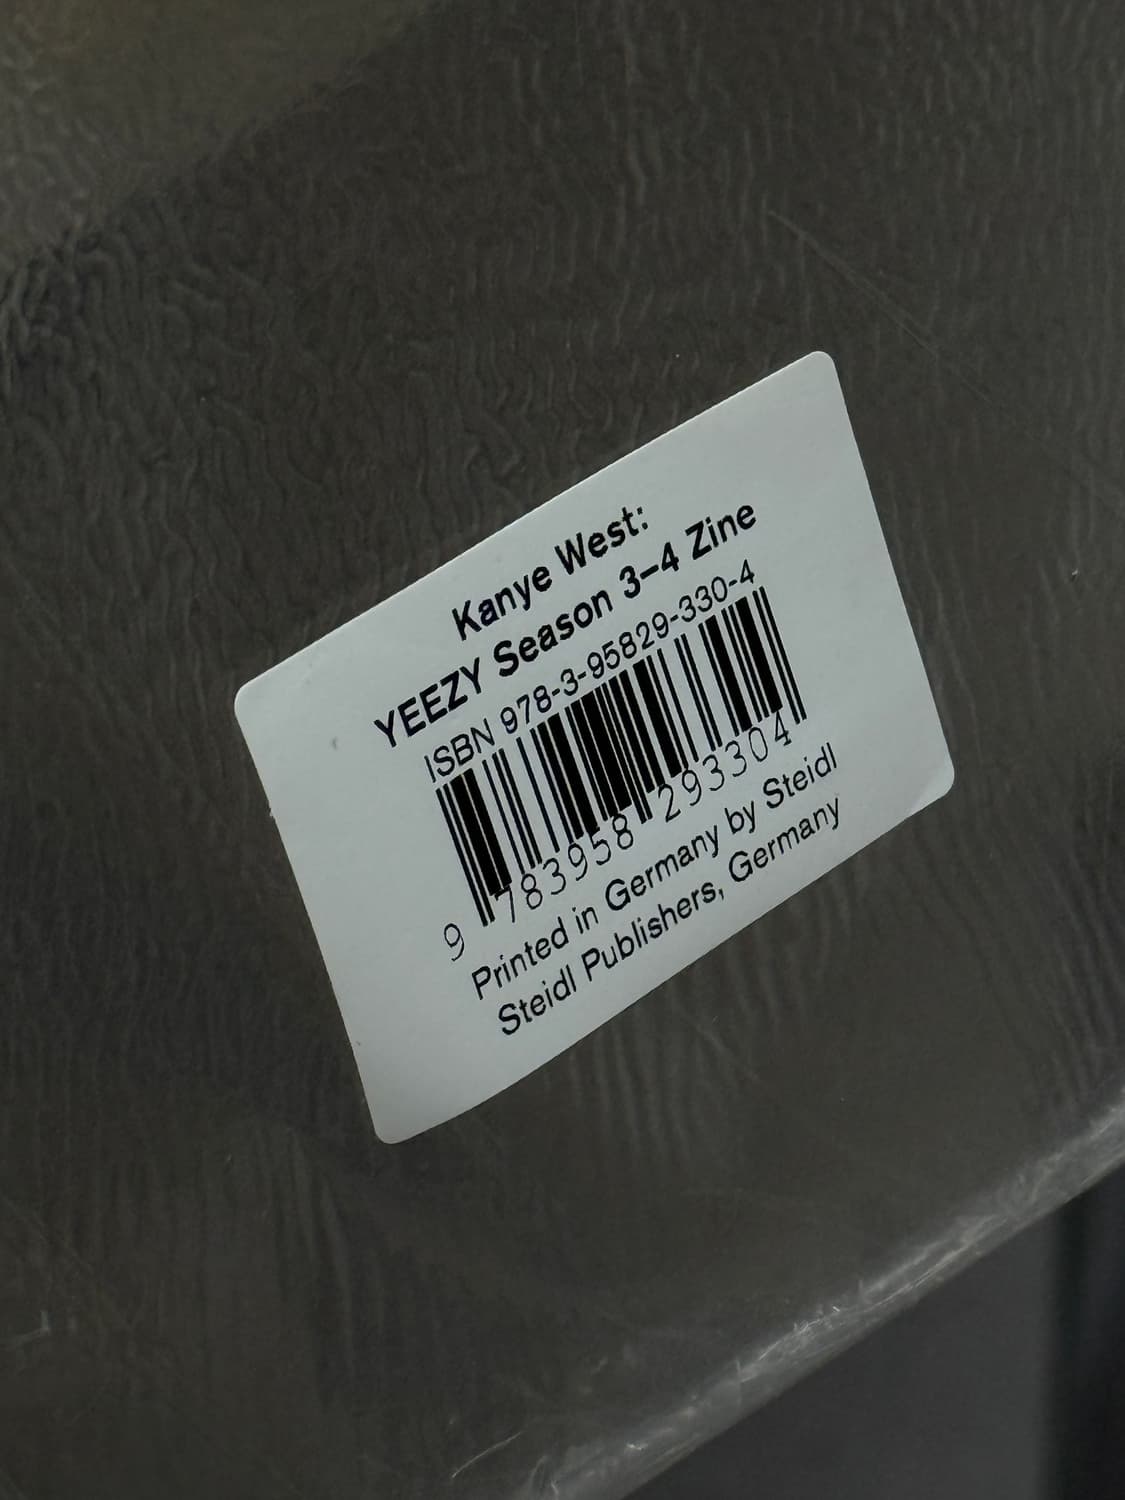 Kanye West:
YEEZY Season 3–4 Zine
ISBN 978-3-95829-330-4
9 783958 293304
Printed in Germany by Steidl
Steidl Publishers, Germany